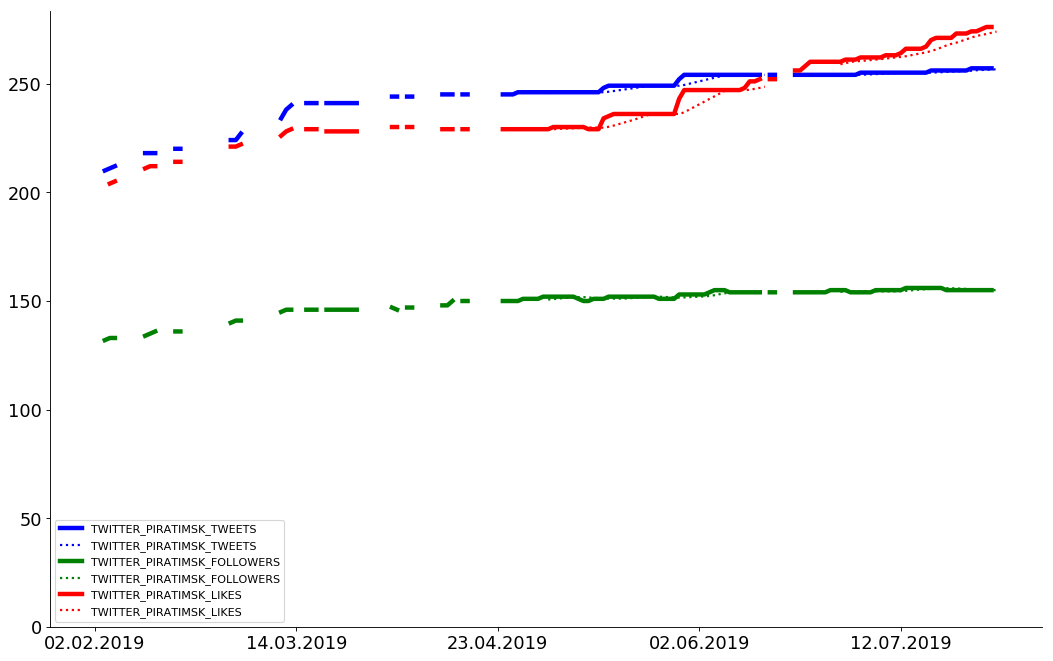 250
200
150
100
50
0
TWITTER_PIRATIMSK_TWEETS
TWITTER_PIRATIMSK_TWEETS
TWITTER_PIRATIMSK_FOLLOWERS
TWITTER_PIRATIMSK_FOLLOWERS
TWITTER_PIRATIMSK_LIKES
TWITTER_PIRATIMSK_LIKES
02.02.2019 14.03.2019 23.04.2019 02.06.2019 12.07.2019